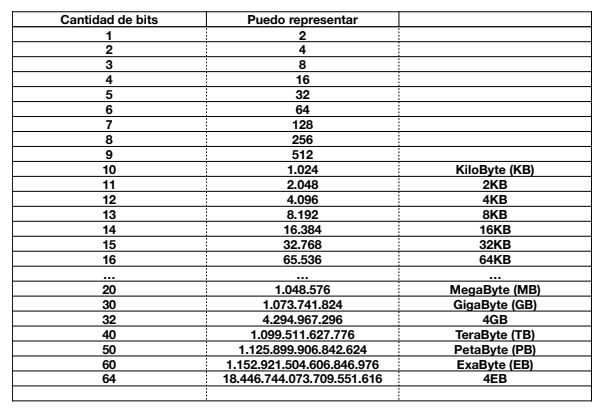 Cantidad de bits Puedo representar
1 2
2 4
3 8
4 16
5 32
6 64
7 128
8 256
9 512
10 1.024 KiloByte (KB)
11 2.048 2KB
12 4.096 4KB
13 8.192 8KB
14 16.384 16KB
15 32.768 32KB
16 65.536 64KB
... ... ...
20 1.048.576 MegaByte (MB)
30 1.073.741.824 GigaByte (GB)
32 4.294.967.296 4GB
40 1.099.511.627.776 TeraByte (TB)
50 1.125.899.906.842.624 PetaByte (PB)
60 1.152.921.504.606.846.976 ExaByte (EB)
64 18.446.744.073.709.551.616 4EB